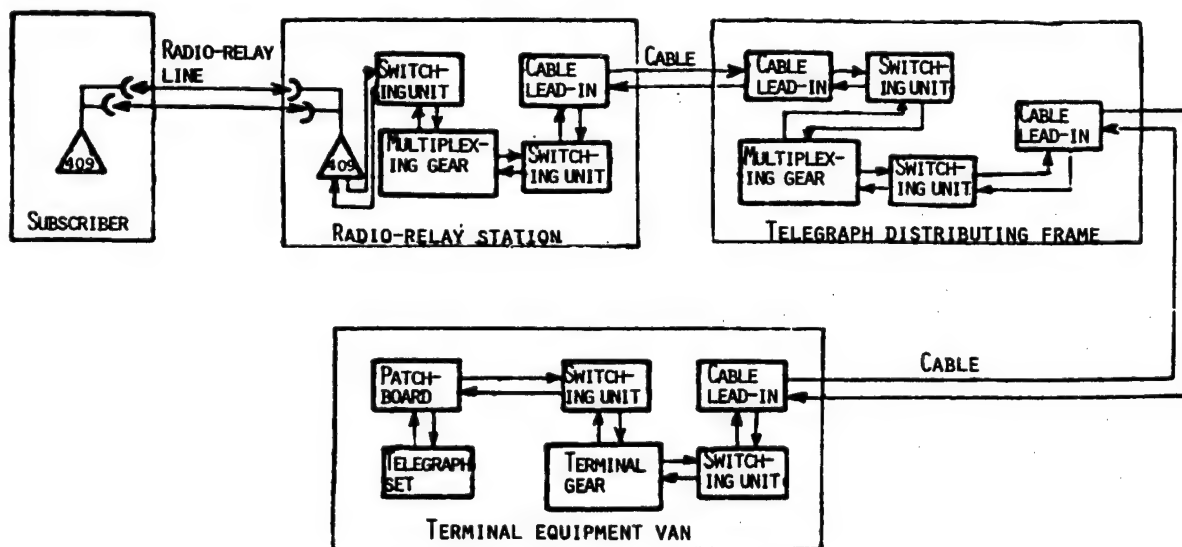 RADIO-RELAY
LINE
409
SUBSCRIBER
SWITCH-
ING UNIT
CABLE
LEAD-IN
409
MULTIPLEX-
ING GEAR
SWITCH-
ING UNIT
RADIO-RELAY STATION
CABLE
CABLE
LEAD-IN
SWITCH-
ING UNIT
CABLE
LEAD-IN
MULTIPLEX-
ING GEAR
SWITCH-
ING UNIT
TELEGRAPH DISTRIBUTING FRAME
PATCH-
BOARD
SWITCH-
ING UNIT
CABLE
LEAD-IN
CABLE
TELEGRAPH
SET
TERMINAL
GEAR
SWITCH-
ING UNIT
TERMINAL EQUIPMENT VAN